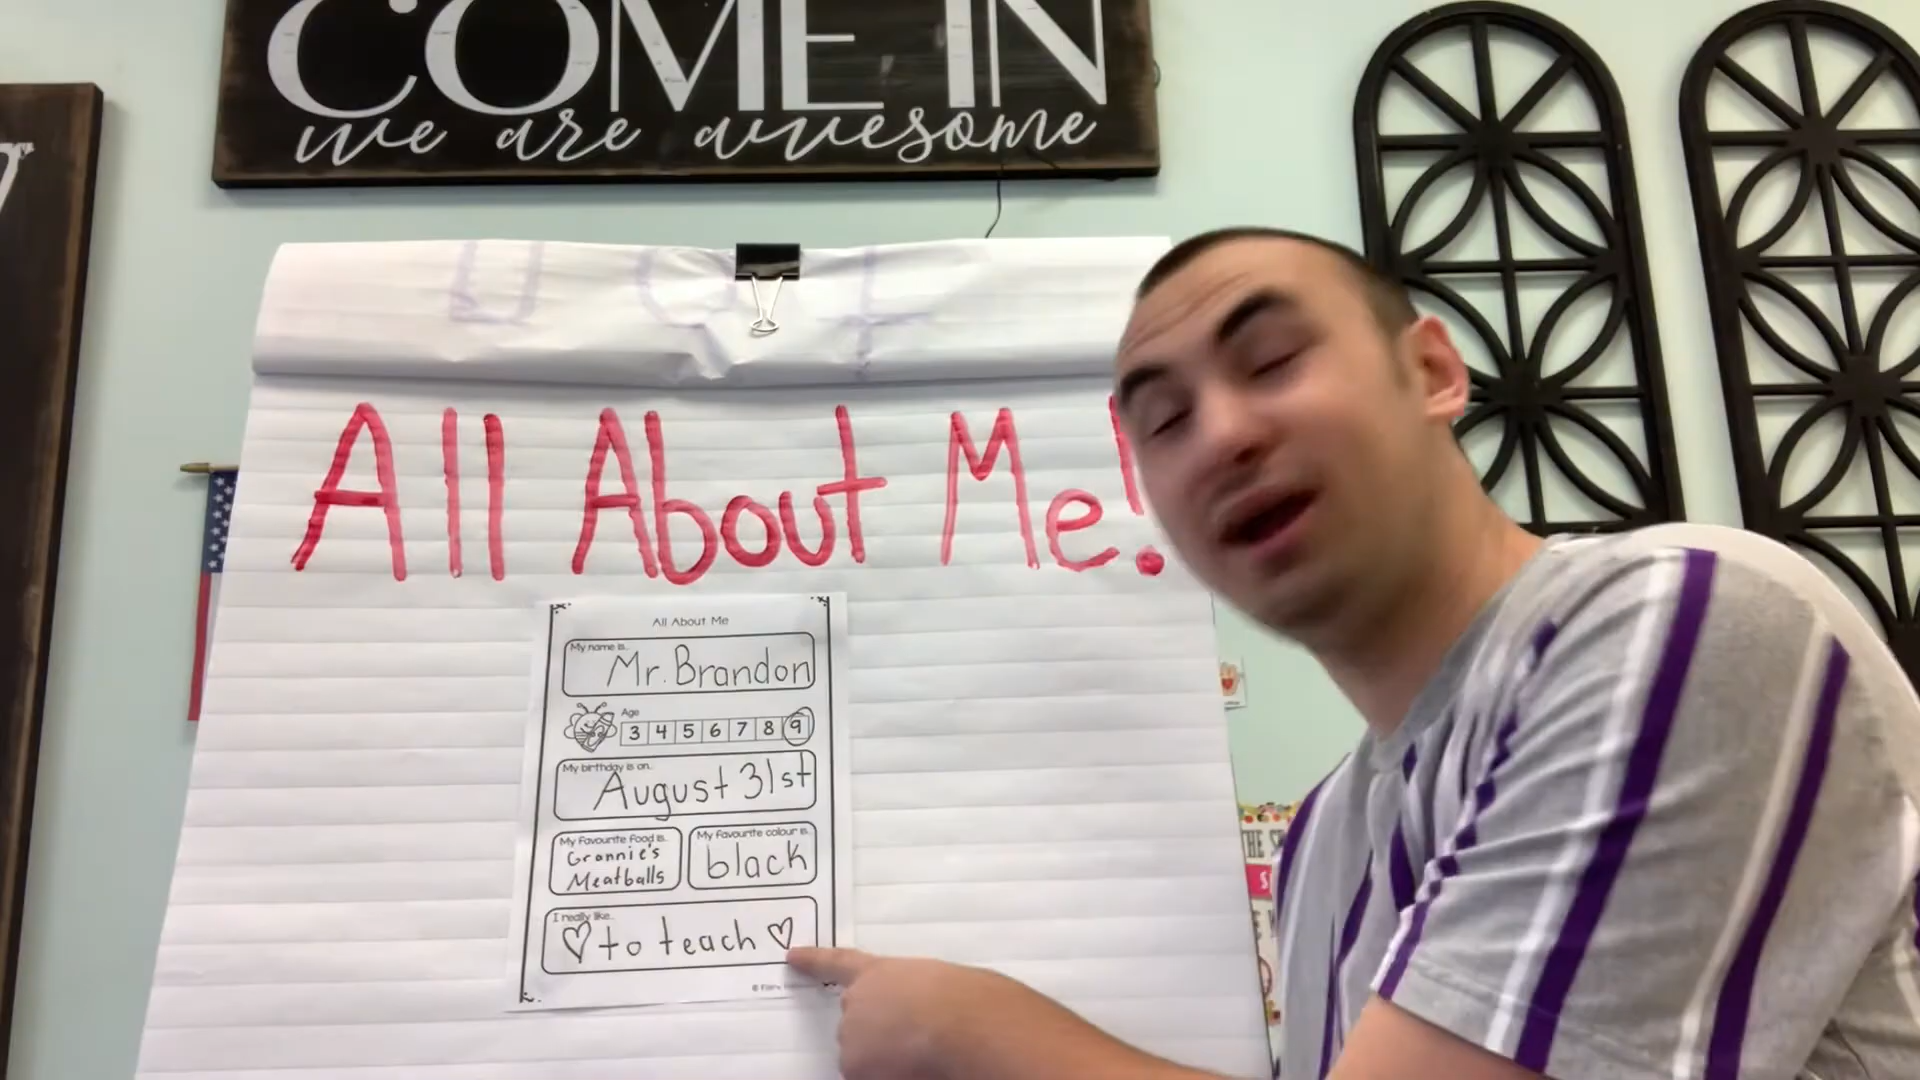 COME IN
we are awesome
All About Me!
All About Me
My name is..
Mr. Brandon
Age
3 4 5 6 7 8 9
My birthday is on..
August 31st
My favourite food is..
Grannie's
Meatballs
My favourite colour is..
black
I really like..
to teach
THE